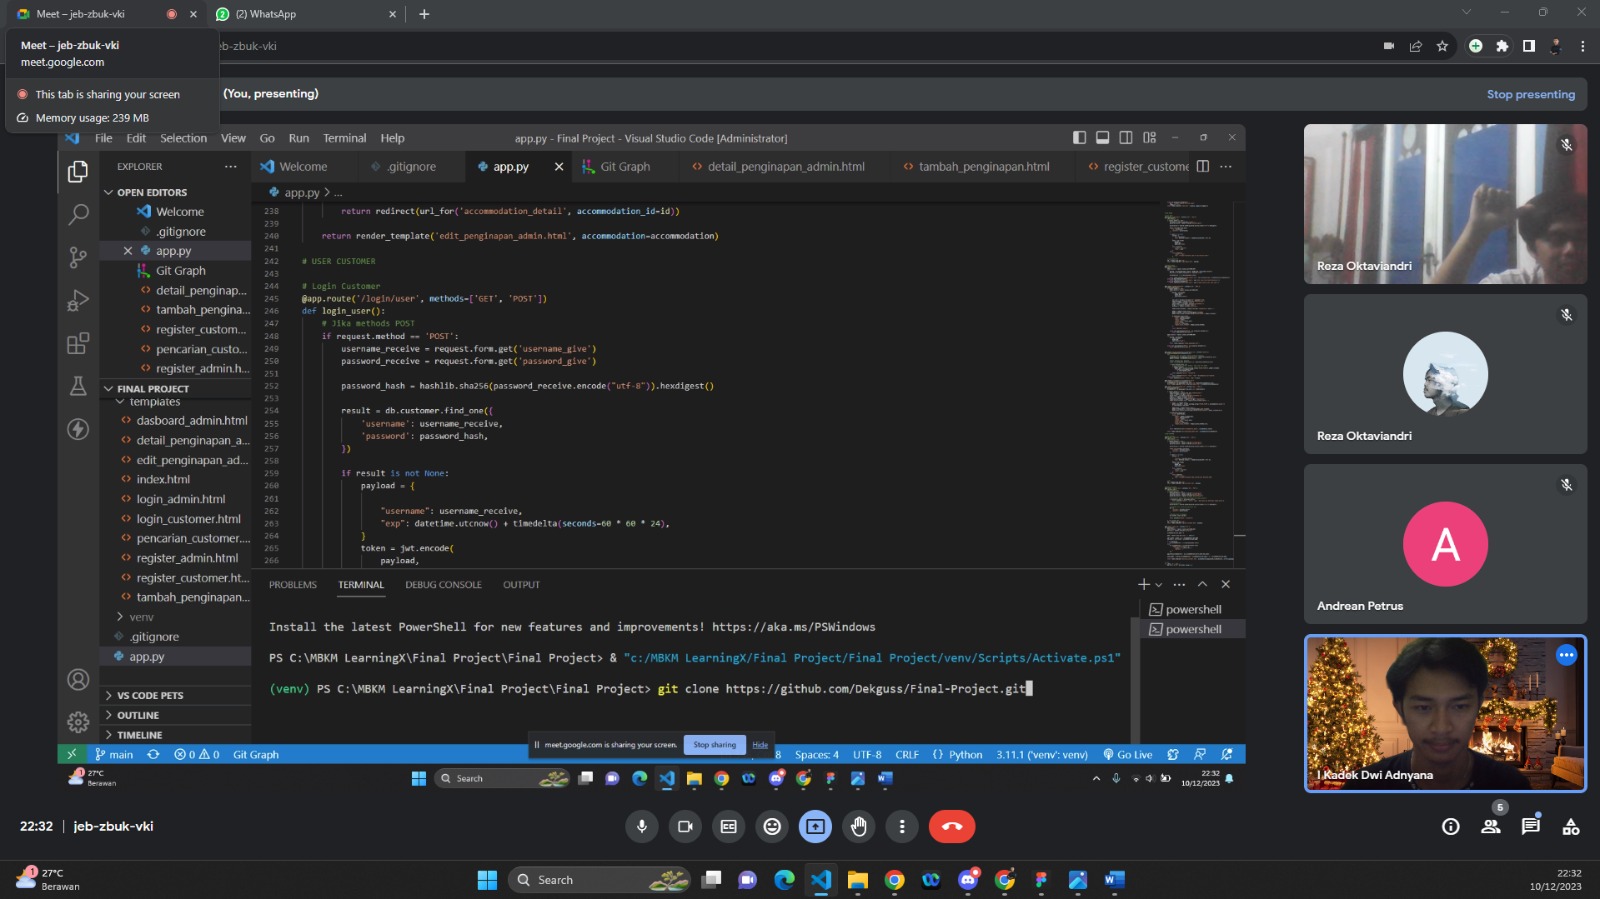 Meet – jeb-zbuk-vki
(2) WhatsApp
Meet – jeb-zbuk-vki
meet.google.com
eb-zbuk-vki
This tab is sharing your screen
Memory usage: 239 MB
(You, presenting)
Stop presenting
File Edit Selection View Go Run Terminal Help
app.py - Final Project - Visual Studio Code [Administrator]
EXPLORER
Welcome
.gitignore
app.py
Git Graph
detail_penginapan_admin.html
tambah_penginapan.html
register_custome
OPEN EDITORS
Welcome
.gitignore
app.py
Git Graph
detail_penginap...
tambah_pengina...
register_custom...
pencarian_custo...
register_admin.h...
FINAL PROJECT
templates
dasboard_admin.html
detail_penginapan_a...
edit_penginapan_ad...
index.html
login_admin.html
login_customer.html
pencarian_customer....
register_admin.html
register_customer.ht...
tambah_penginapan...
venv
.gitignore
app.py
VS CODE PETS
OUTLINE
TIMELINE
app.py > ...
238 return redirect(url_for('accommodation_detail', accommodation_id=id))
239
240 return render_template('edit_penginapan_admin.html', accommodation=accommodation)
241
242 # USER CUSTOMER
243
244 # Login Customer
245 @app.route('/login/user', methods=['GET', 'POST'])
246 def login_user():
247 # Jika methods POST
248 if request.method == 'POST':
249 username_receive = request.form.get('username_give')
250 password_receive = request.form.get('password_give')
251
252 password_hash = hashlib.sha256(password_receive.encode("utf-8")).hexdigest()
253
254 result = db.customer.find_one({
255 'username': username_receive,
256 'password': password_hash,
257 })
258
259 if result is not None:
260 payload = {
261
262 "username": username_receive,
263 "exp": datetime.utcnow() + timedelta(seconds=60 * 60 * 24),
264 }
265 token = jwt.encode(
266 payload,
PROBLEMS TERMINAL DEBUG CONSOLE OUTPUT
powershell
powershell
Install the latest PowerShell for new features and improvements! https://aka.ms/PSWindows
PS C:\MBKM LearningX\Final Project\Final Project> & "c:/MBKM LearningX/Final Project/Final Project/venv/Scripts/Activate.ps1"
(venv) PS C:\MBKM LearningX\Final Project\Final Project> git clone https://github.com/Dekguss/Final-Project.git
meet.google.com is sharing your screen. Stop sharing Hide
main 0 0 Git Graph
8 Spaces: 4 UTF-8 CRLF {} Python 3.11.1 ('venv': venv) Go Live
1
27°C
Berawan
Search
22:32
10/12/2023
Reza Oktaviandri
Reza Oktaviandri
A
Andrean Petrus
I Kadek Dwi Adnyana
22:32 | jeb-zbuk-vki
5
1
27°C
Berawan
Search
22:32
10/12/2023